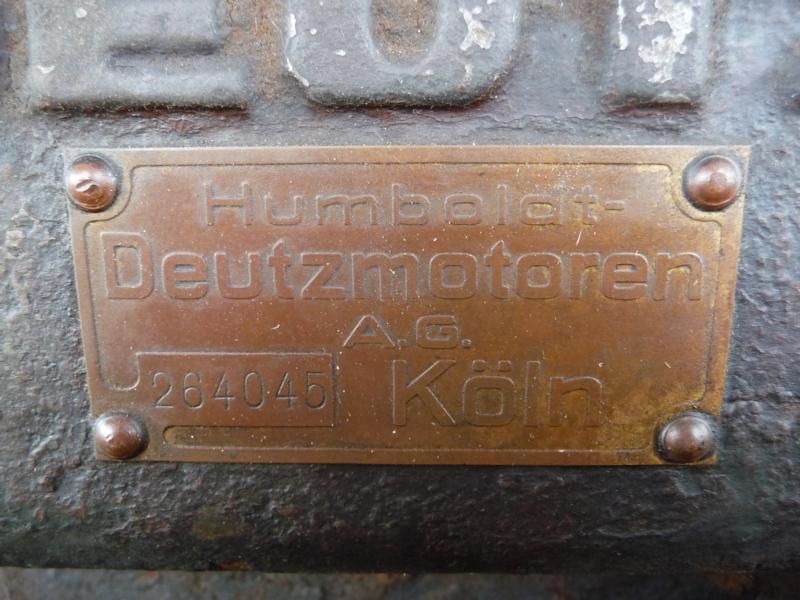 Humboldt-
Deutzmotoren
A.G.
264045 Köln